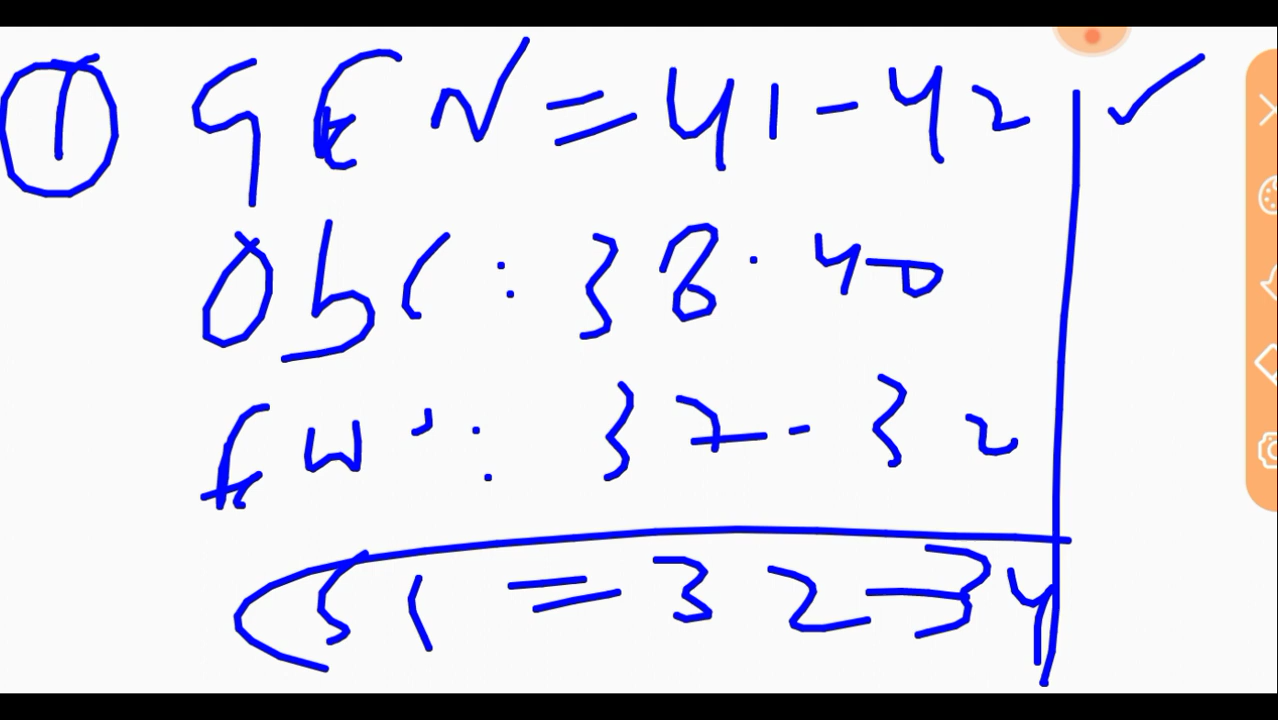 ① GEN = 41-42 ✓
Obc : 38.40
EWS : 37-32
SC = 32-34